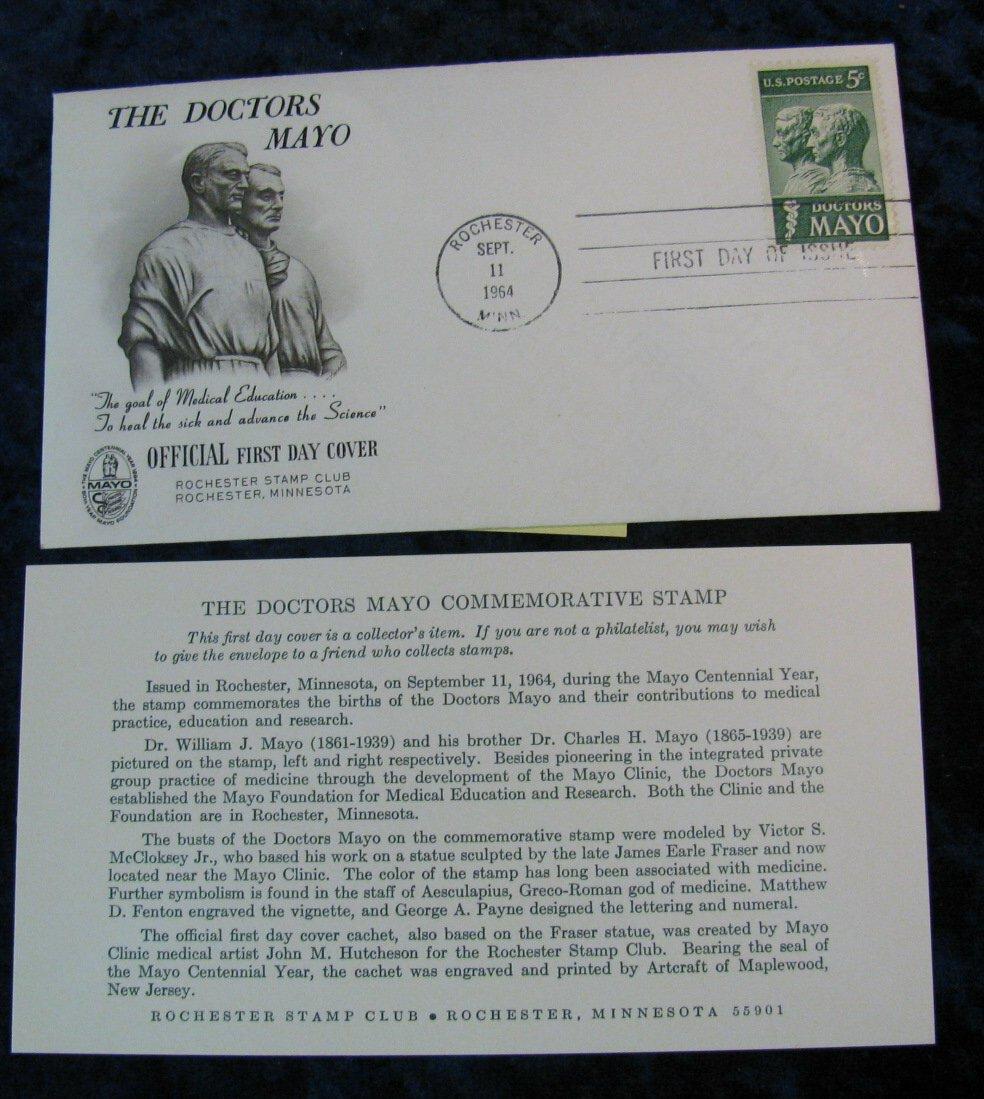 THE DOCTORS
MAYO
U.S. POSTAGE 5c
DOCTORS
MAYO
ROCHESTER
SEPT.
11
1964
MINN.
FIRST DAY OF ISSUE
"The goal of Medical Education . . . .
To heal the sick and advance the Science"
OFFICIAL FIRST DAY COVER
ROCHESTER STAMP CLUB
ROCHESTER, MINNESOTA
THE MAYO CENTENNIAL YEAR 1964
MAYO
50TH YEAR MAYO FOUNDATION
THE DOCTORS MAYO COMMEMORATIVE STAMP
This first day cover is a collector's item. If you are not a philatelist, you may wish
to give the envelope to a friend who collects stamps.
Issued in Rochester, Minnesota, on September 11, 1964, during the Mayo Centennial Year,
the stamp commemorates the births of the Doctors Mayo and their contributions to medical
practice, education and research.
Dr. William J. Mayo (1861-1939) and his brother Dr. Charles H. Mayo (1865-1939) are
pictured on the stamp, left and right respectively. Besides pioneering in the integrated private
group practice of medicine through the development of the Mayo Clinic, the Doctors Mayo
established the Mayo Foundation for Medical Education and Research. Both the Clinic and the
Foundation are in Rochester, Minnesota.
The busts of the Doctors Mayo on the commemorative stamp were modeled by Victor S.
McCloksey Jr., who based his work on a statue sculpted by the late James Earle Fraser and now
located near the Mayo Clinic. The color of the stamp has long been associated with medicine.
Further symbolism is found in the staff of Aesculapius, Greco-Roman god of medicine. Matthew
D. Fenton engraved the vignette, and George A. Payne designed the lettering and numeral.
The official first day cover cachet, also based on the Fraser statue, was created by Mayo
Clinic medical artist John M. Hutcheson for the Rochester Stamp Club. Bearing the seal of
the Mayo Centennial Year, the cachet was engraved and printed by Artcraft of Maplewood,
New Jersey.
ROCHESTER STAMP CLUB • ROCHESTER, MINNESOTA 55901